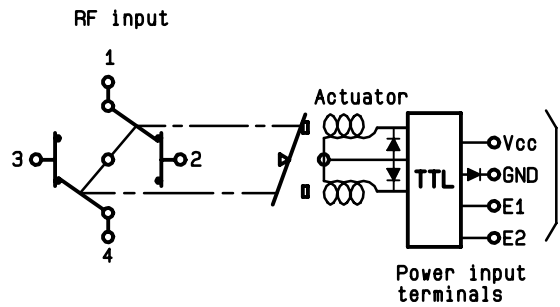 RF input
1
Actuator
3
2
TTL
Vcc
GND
E1
E2
4
Power input
terminals